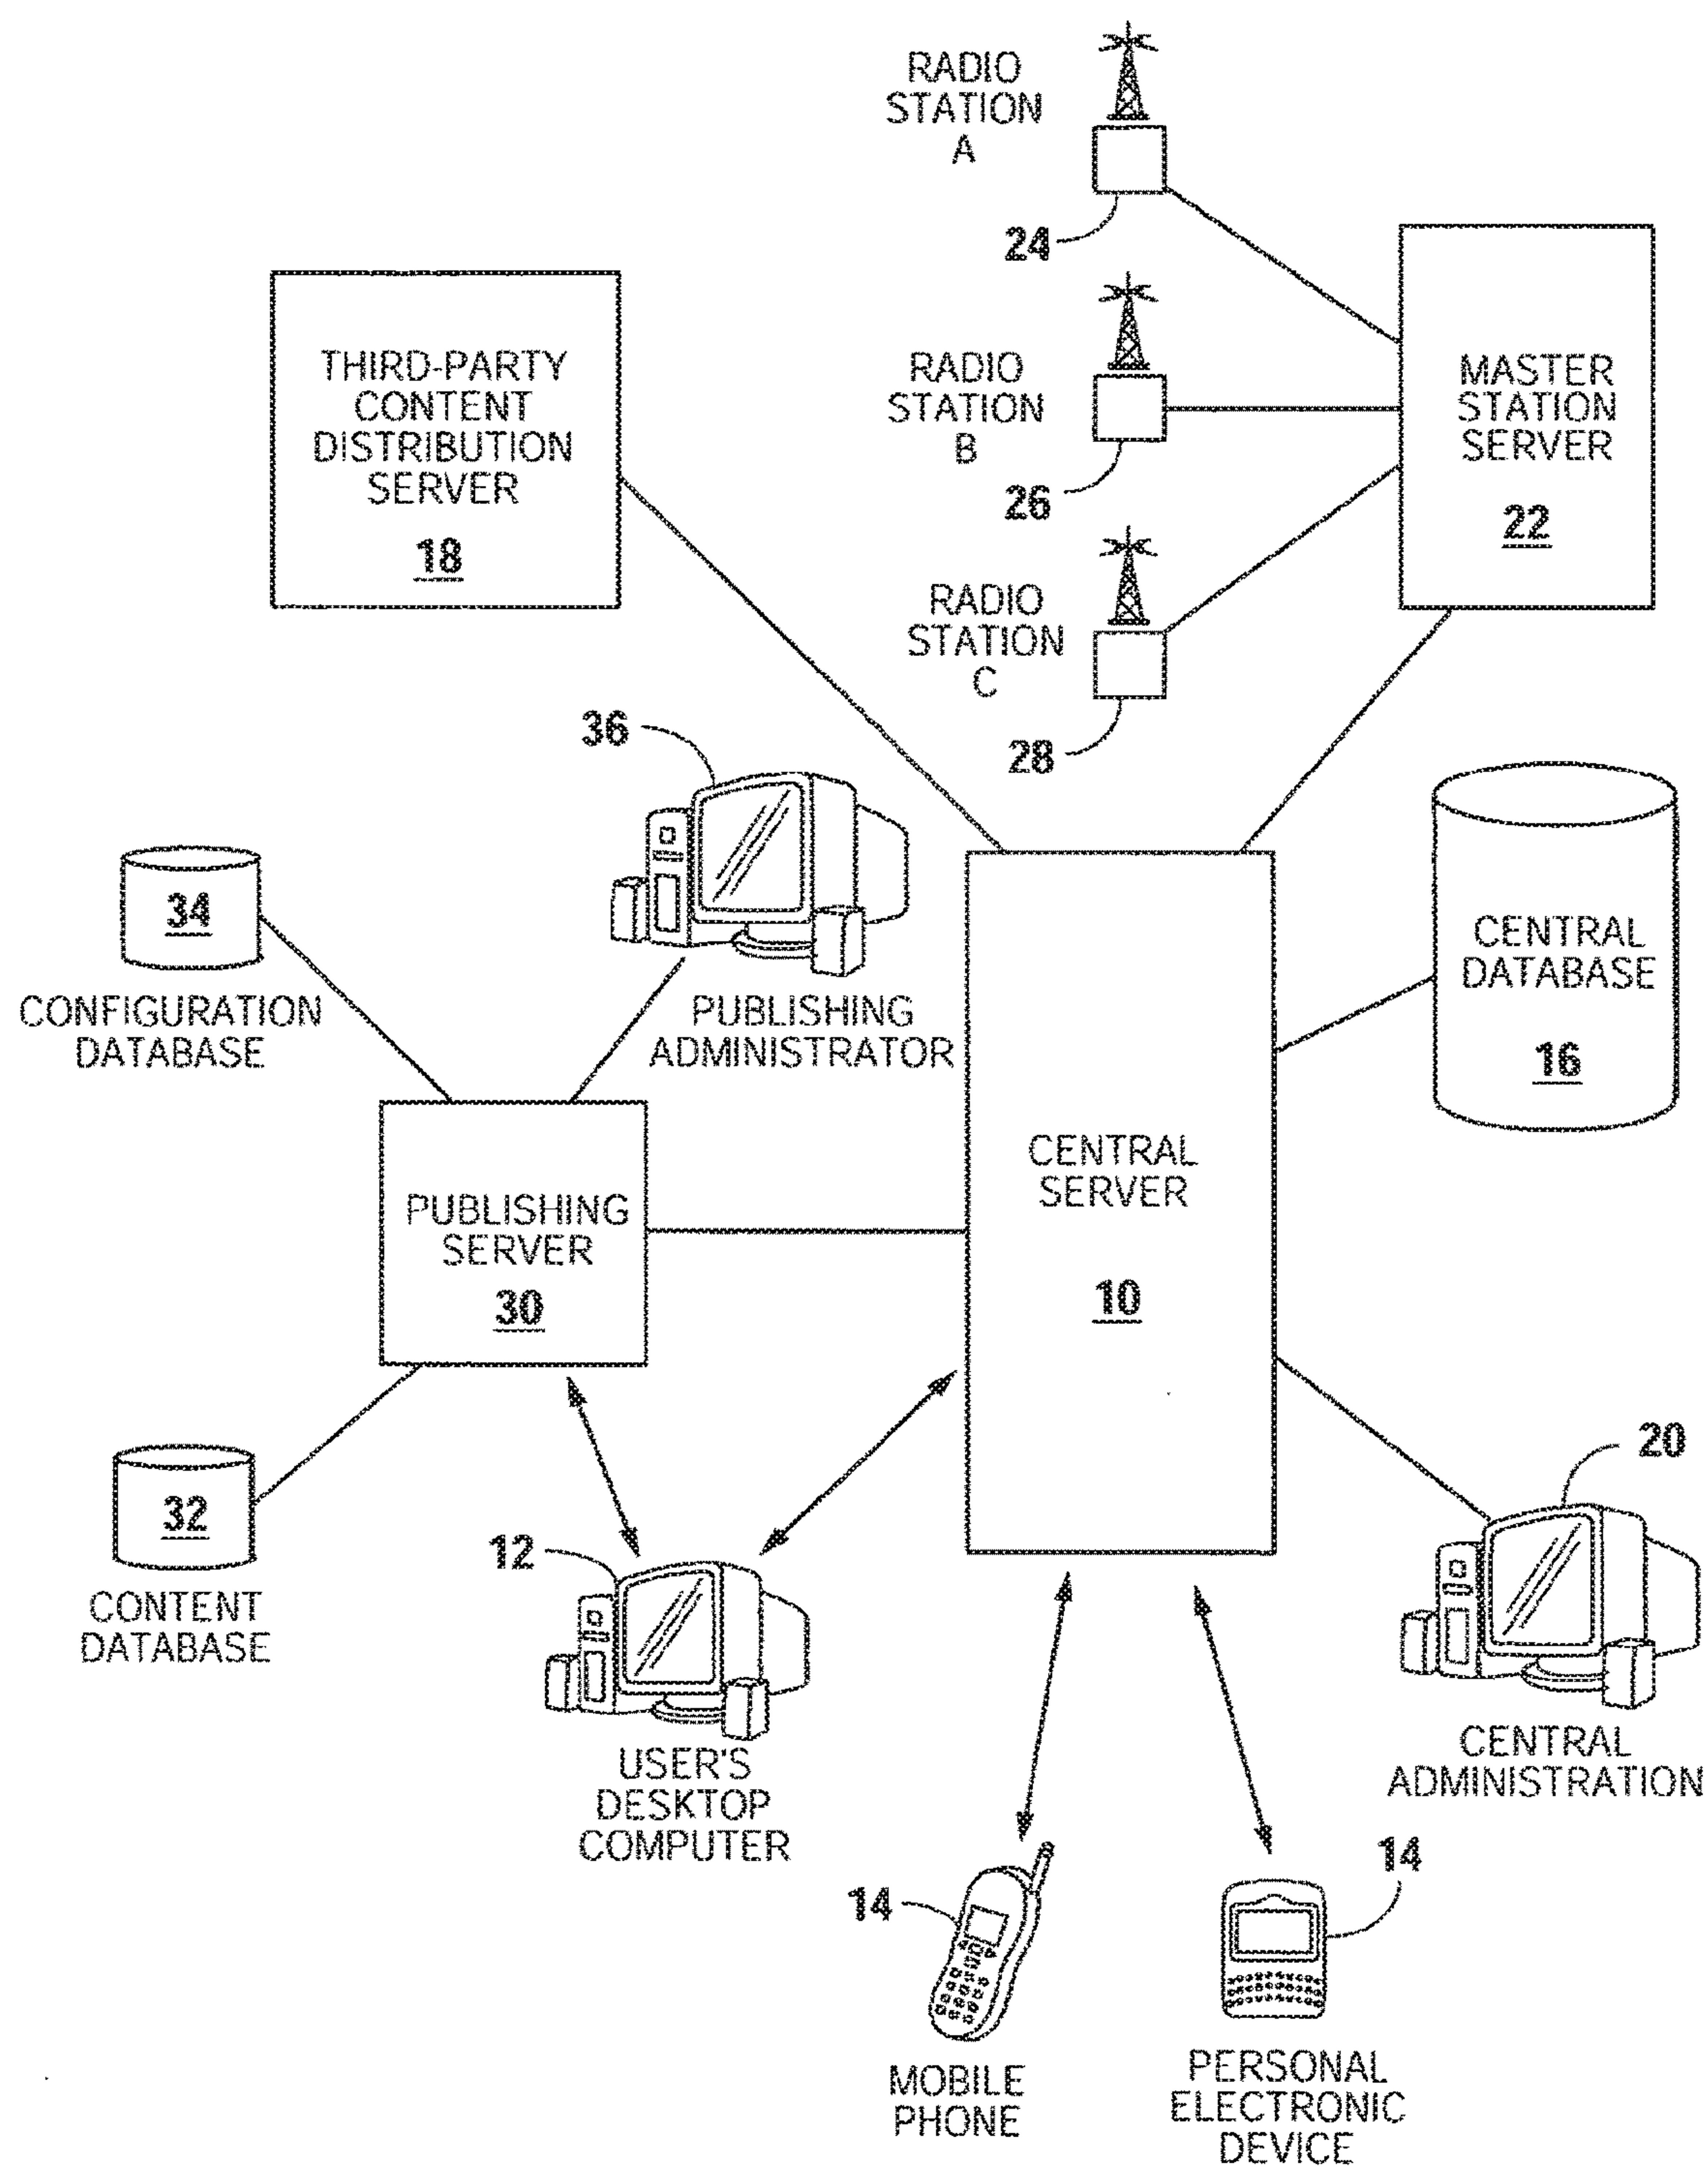 RADIO
STATION
A
24
THIRD-PARTY
CONTENT
DISTRIBUTION
SERVER
18
RADIO
STATION
B
26
MASTER
STATION
SERVER
22
RADIO
STATION
C
28
36
34
CONFIGURATION
DATABASE
PUBLISHING
ADMINISTRATOR
CENTRAL
DATABASE
16
CENTRAL
SERVER
10
PUBLISHING
SERVER
30
20
32
CONTENT
DATABASE
12
USER'S
DESKTOP
COMPUTER
CENTRAL
ADMINISTRATION
14
MOBILE
PHONE
14
PERSONAL
ELECTRONIC
DEVICE